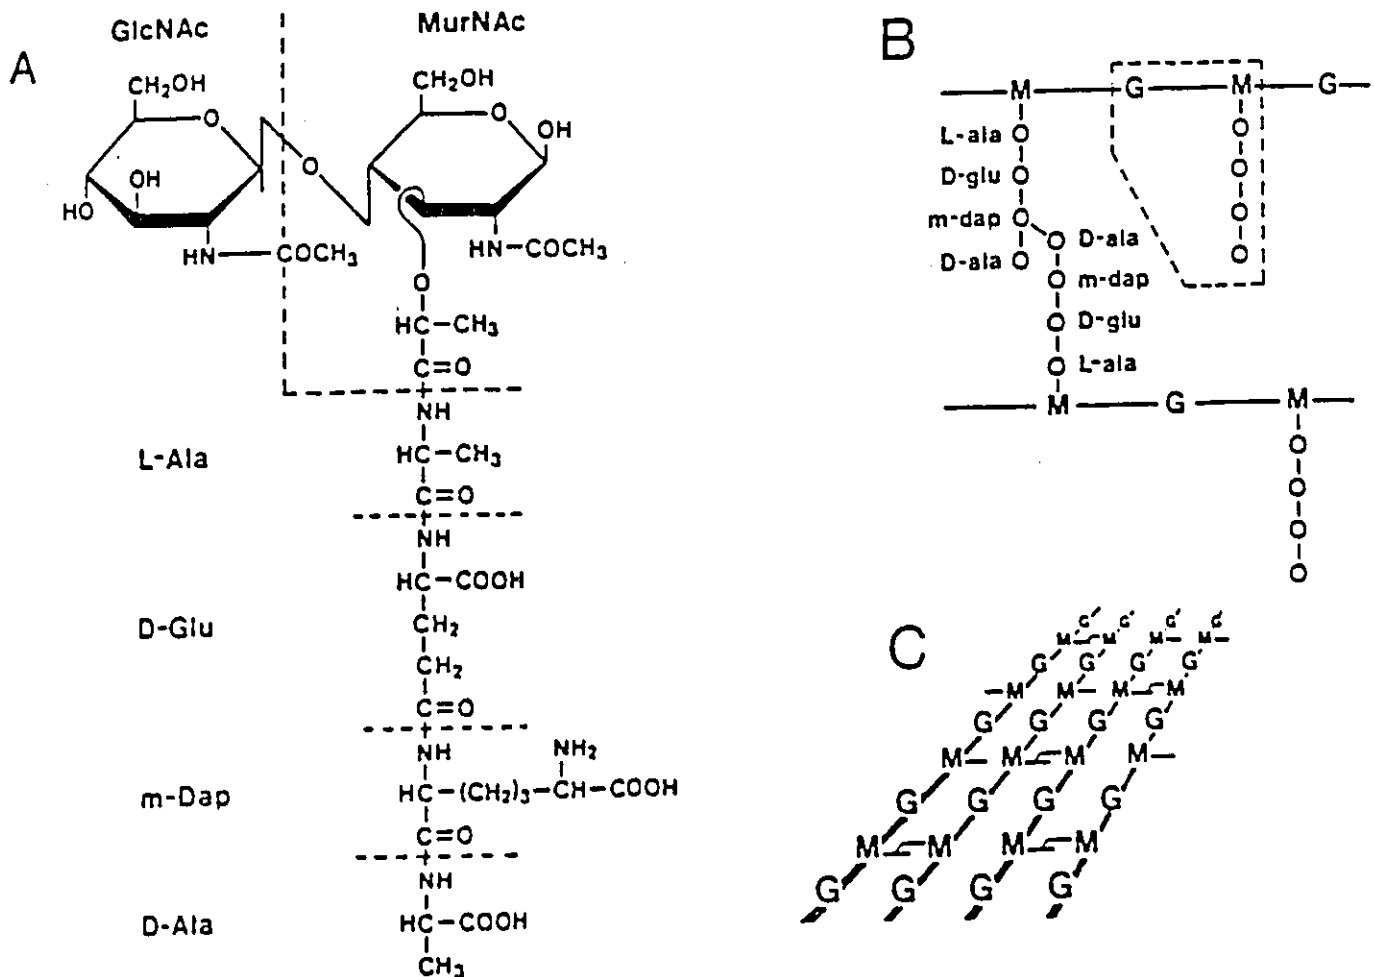 A
GlcNAc
MurNAc
CH₂OH
CH₂OH
O
O
OH
O
OH
HO
HN–COCH₃
HN–COCH₃
O
HC–CH₃
C=O
NH
L-Ala
HC–CH₃
C=O
NH
HC–COOH
D-Glu
CH₂
CH₂
C=O
NH
NH₂
m-Dap
HC–(CH₂)₃–CH–COOH
C=O
NH
D-Ala
HC–COOH
CH₃
B
M G M G
L-ala O O
D-glu O O
m-dap O O
O D-ala
D-ala O O
O m-dap
O D-glu
O L-ala
M G M
O
O
O
O
C
G G G G
M M M M
G G G G
M M M M
G G G G
M M M M
G G G G
M M M M
G G G G